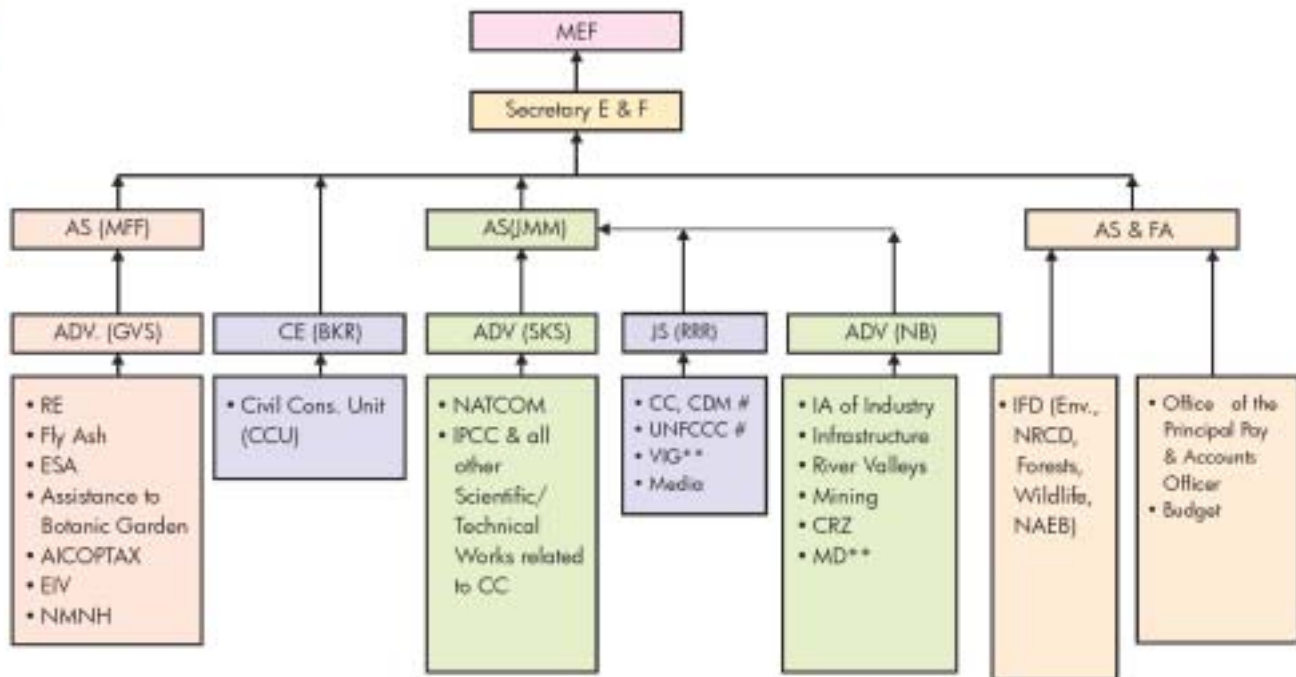 MEF
Secretary E & F
AS (MFF)
AS(JMM)
AS & FA
ADV. (GVS)
CE (BKR)
ADV (SKS)
JS (RRR)
ADV (NB)
• RE
• Fly Ash
• ESA
• Assistance to
Botanic Garden
• AICOPTAX
• EIV
• NMNH
• Civil Cons. Unit
(CCU)
• NATCOM
• IPCC & all
other
Scientific/
Technical
Works related
to CC
• CC, CDM #
• UNFCCC #
• VIG**
• Media
• IA of Industry
• Infrastructure
• River Valleys
• Mining
• CRZ
• MD**
• IFD (Env.,
NRCD,
Forests,
Wildlife,
NAEB)
• Office of the
Principal Pay
& Accounts
Officer
• Budget